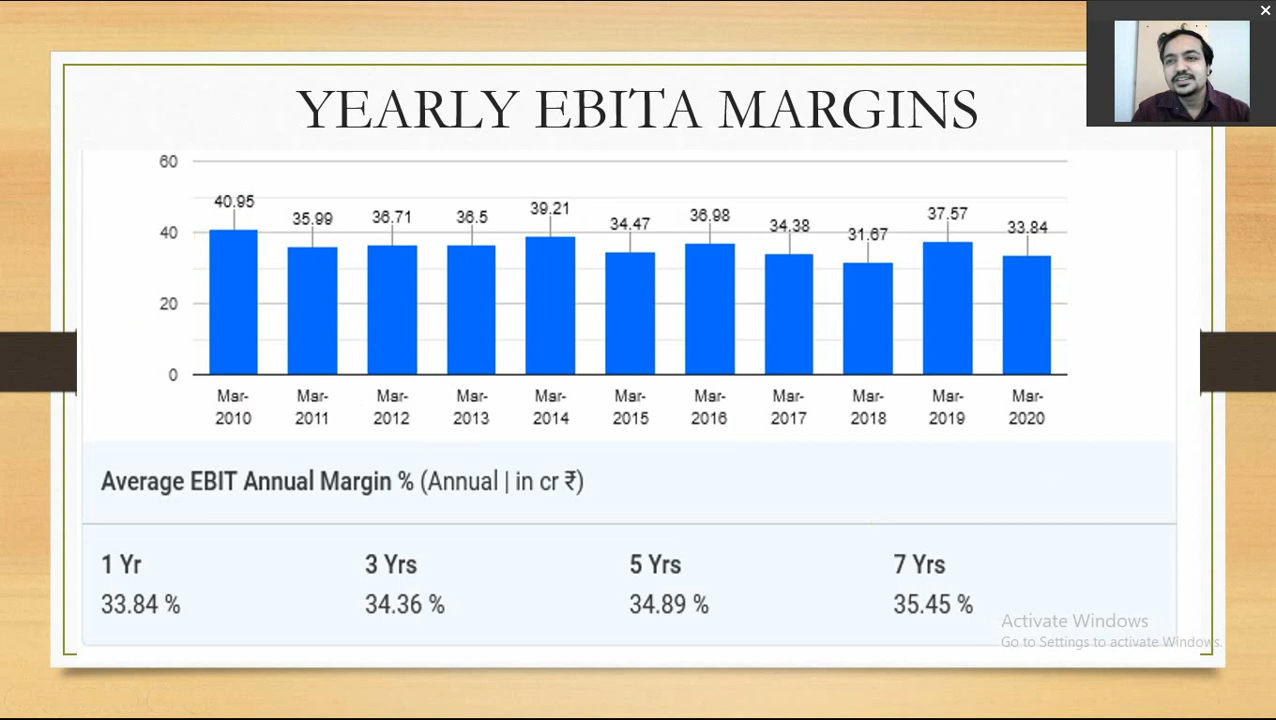 YEARLY EBITA MARGINS
60
40
20
0
40.95
35.99
36.71
36.5
39.21
34.47
36.98
34.38
31.67
37.57
33.84
Mar-
2010
Mar-
2011
Mar-
2012
Mar-
2013
Mar-
2014
Mar-
2015
Mar-
2016
Mar-
2017
Mar-
2018
Mar-
2019
Mar-
2020
Average EBIT Annual Margin % (Annual | in cr ₹)
1 Yr
33.84 %
3 Yrs
34.36 %
5 Yrs
34.89 %
7 Yrs
35.45 %
Activate Windows
Go to Settings to activate Windows.